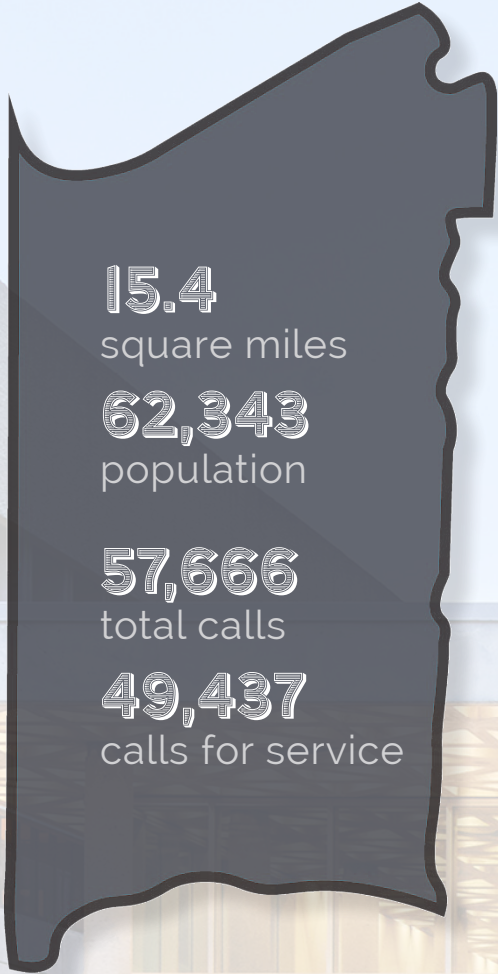 15.4
square miles
62,343
population
57,666
total calls
49,437
calls for service